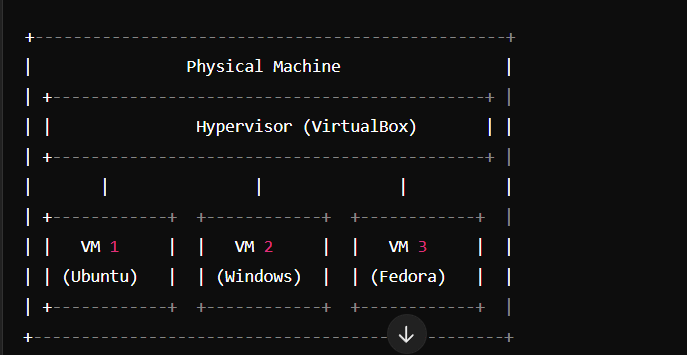 Physical Machine
Hypervisor (VirtualBox)
VM 1 VM 2 VM 3
(Ubuntu) (Windows) (Fedora)